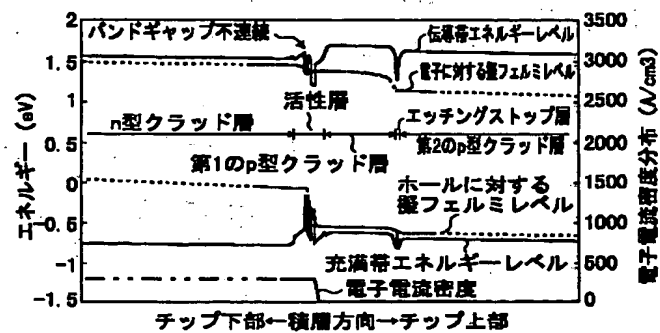 2
1.5
1
0.5
0
-0.5
-1
-1.5
エネルギー (eV)
バンドギャップ不連続
伝導帯エネルギーレベル
電子に対する擬フェルミレベル
活性層
エッチングストップ層
n型クラッド層
第2のp型クラッド層
第1のp型クラッド層
ホールに対する
擬フェルミレベル
充満帯エネルギーレベル
電子電流密度
3500
3000
2500
2000
1500
1000
500
0
電子電流密度分布 (A/cm3)
チップ下部←積層方向→チップ上部